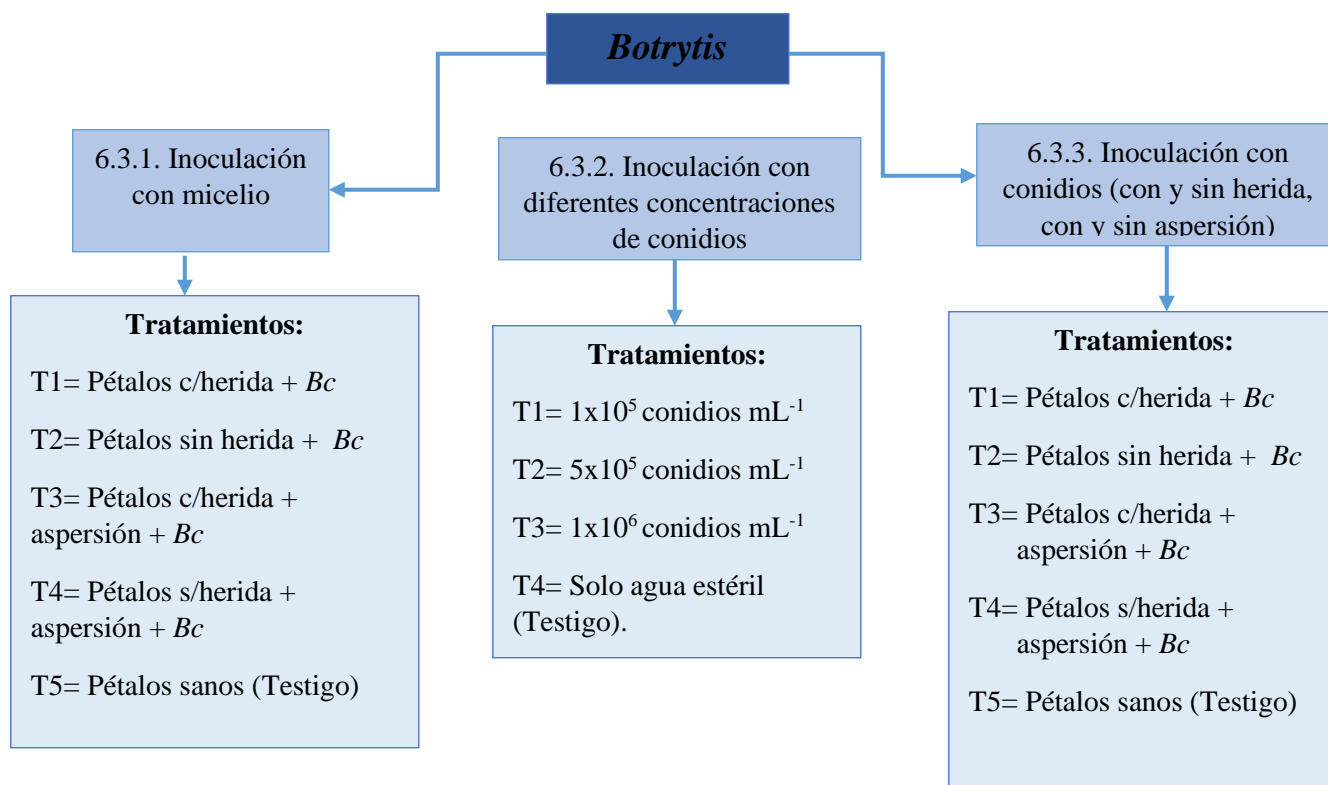 Botrytis
6.3.1. Inoculación
con micelio
Tratamientos:
T1= Pétalos c/herida + Bc
T2= Pétalos sin herida + Bc
T3= Pétalos c/herida +
aspersión + Bc
T4= Pétalos s/herida +
aspersión + Bc
T5= Pétalos sanos (Testigo)
6.3.2. Inoculación con
diferentes concentraciones
de conidios
Tratamientos:
T1= 1x10⁵ conidios mL⁻¹
T2= 5x10⁵ conidios mL⁻¹
T3= 1x10⁶ conidios mL⁻¹
T4= Solo agua estéril
(Testigo).
6.3.3. Inoculación con
conidios (con y sin herida,
con y sin aspersión)
Tratamientos:
T1= Pétalos c/herida + Bc
T2= Pétalos sin herida + Bc
T3= Pétalos c/herida +
aspersión + Bc
T4= Pétalos s/herida +
aspersión + Bc
T5= Pétalos sanos (Testigo)